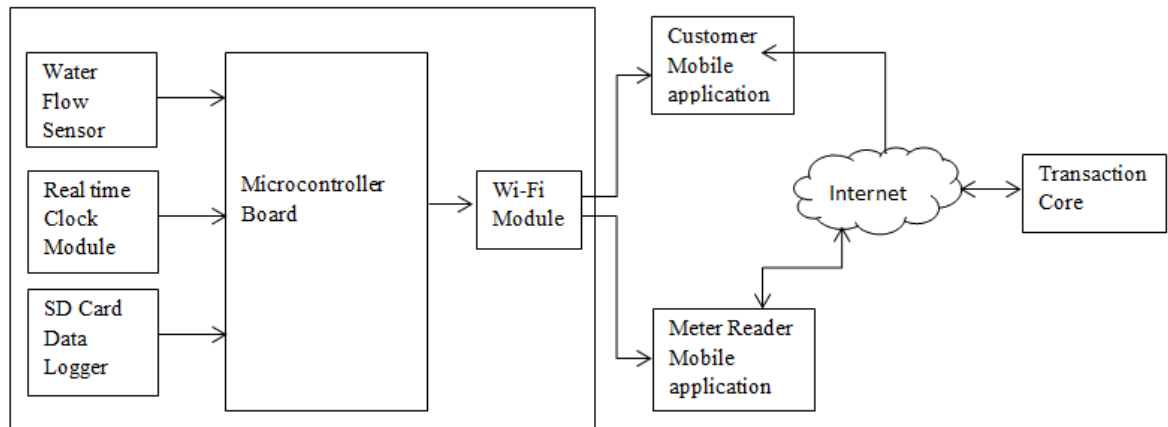 Water
Flow
Sensor
Real time
Clock
Module
SD Card
Data
Logger
Microcontroller
Board
Wi-Fi
Module
Customer
Mobile
application
Meter Reader
Mobile
application
Internet
Transaction
Core